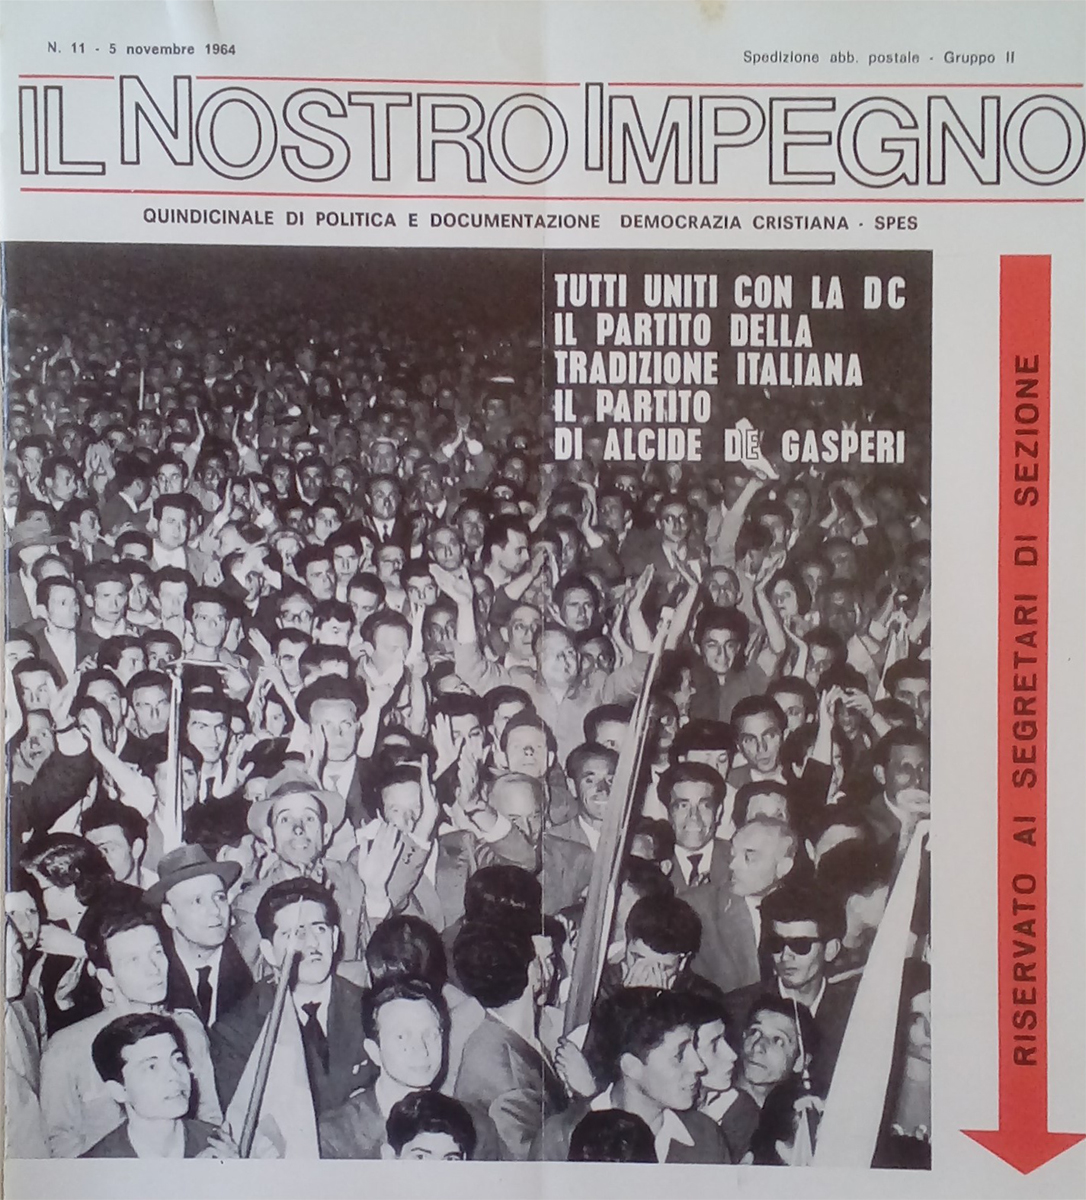 N. 11 - 5 novembre 1964
Spedizione abb. postale - Gruppo II
IL NOSTRO IMPEGNO
QUINDICINALE DI POLITICA E DOCUMENTAZIONE DEMOCRAZIA CRISTIANA - SPES
TUTTI UNITI CON LA DC
IL PARTITO DELLA
TRADIZIONE ITALIANA
IL PARTITO
DI ALCIDE DE GASPERI
RISERVATO AI SEGRETARI DI SEZIONE